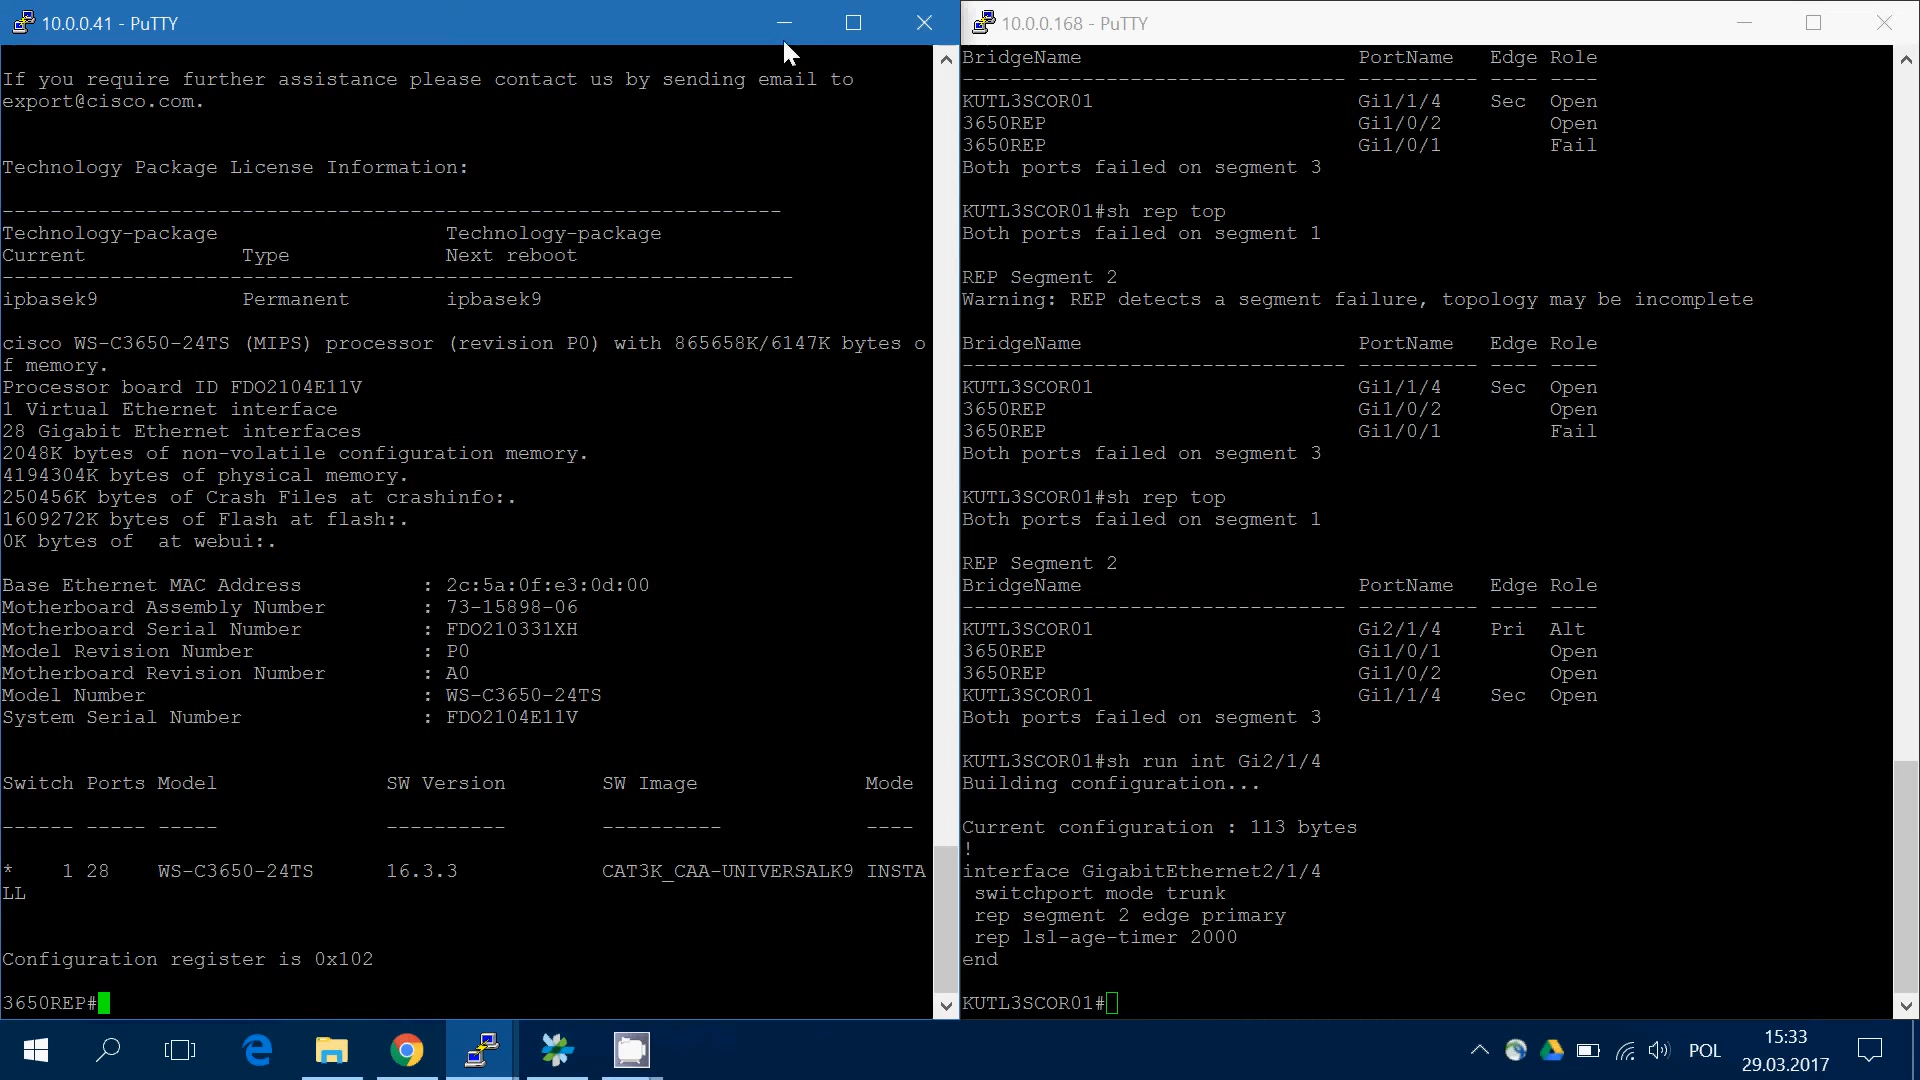 10.0.0.41 - PuTTY
If you require further assistance please contact us by sending email to
export@cisco.com.
Technology Package License Information:
-----------------------------------------------------------------
Technology-package                   Technology-package
Current             Type             Next reboot
------------------------------------------------------------------
ipbasek9            Permanent        ipbasek9
cisco WS-C3650-24TS (MIPS) processor (revision P0) with 865658K/6147K bytes o
f memory.
Processor board ID FDO2104E11V
1 Virtual Ethernet interface
28 Gigabit Ethernet interfaces
2048K bytes of non-volatile configuration memory.
4194304K bytes of physical memory.
250456K bytes of Crash Files at crashinfo:.
1609272K bytes of Flash at flash:.
0K bytes of  at webui:.
Base Ethernet MAC Address          : 2c:5a:0f:e3:0d:00
Motherboard Assembly Number        : 73-15898-06
Motherboard Serial Number          : FDO210331XH
Model Revision Number              : P0
Motherboard Revision Number        : A0
Model Number                       : WS-C3650-24TS
System Serial Number               : FDO2104E11V
Switch Ports Model              SW Version        SW Image              Mode
------ ----- -----              ----------        ----------            ----
*    1 28    WS-C3650-24TS      16.3.3            CAT3K_CAA-UNIVERSALK9 INSTA
LL
Configuration register is 0x102
3650REP#
10.0.0.168 - PuTTY
BridgeName                       PortName   Edge Role
-------------------------------- ---------- ---- ----
KUTL3SCOR01                      Gi1/1/4    Sec  Open
3650REP                          Gi1/0/2         Open
3650REP                          Gi1/0/1         Fail
Both ports failed on segment 3
KUTL3SCOR01#sh rep top
Both ports failed on segment 1
REP Segment 2
Warning: REP detects a segment failure, topology may be incomplete
BridgeName                       PortName   Edge Role
-------------------------------- ---------- ---- ----
KUTL3SCOR01                      Gi1/1/4    Sec  Open
3650REP                          Gi1/0/2         Open
3650REP                          Gi1/0/1         Fail
Both ports failed on segment 3
KUTL3SCOR01#sh rep top
Both ports failed on segment 1
REP Segment 2
BridgeName                       PortName   Edge Role
-------------------------------- ---------- ---- ----
KUTL3SCOR01                      Gi2/1/4    Pri  Alt
3650REP                          Gi1/0/1         Open
3650REP                          Gi1/0/2         Open
KUTL3SCOR01                      Gi1/1/4    Sec  Open
Both ports failed on segment 3
KUTL3SCOR01#sh run int Gi2/1/4
Building configuration...
Current configuration : 113 bytes
!
interface GigabitEthernet2/1/4
 switchport mode trunk
 rep segment 2 edge primary
 rep lsl-age-timer 2000
end
KUTL3SCOR01#
POL
15:33
29.03.2017